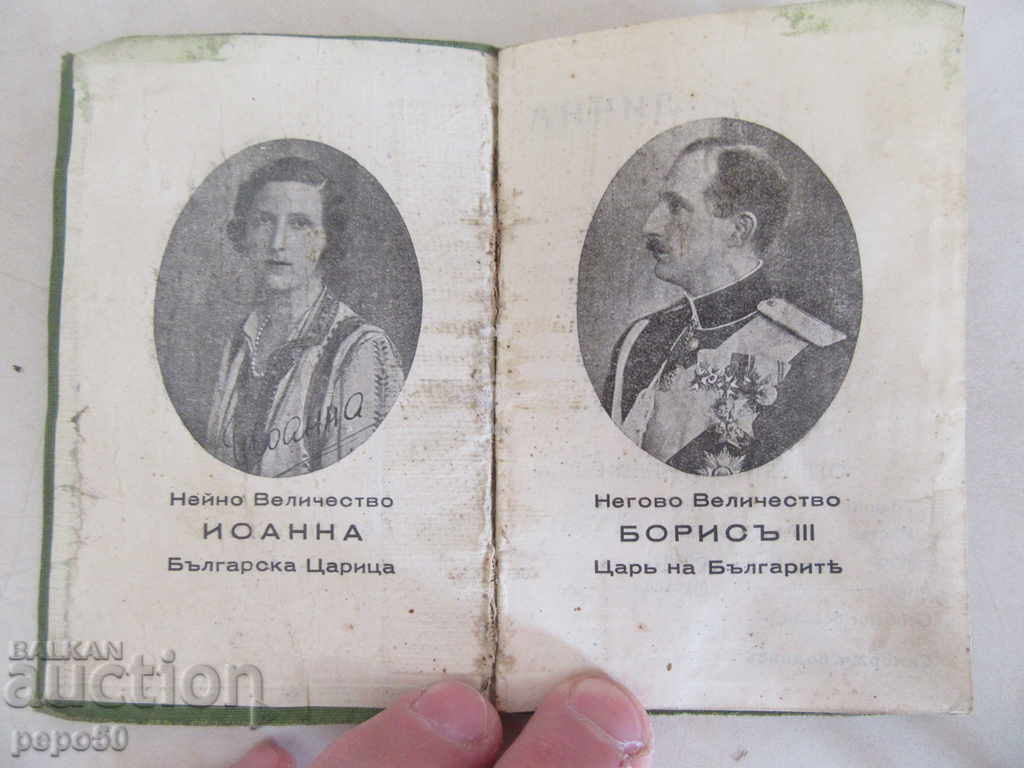 Иоанна
Нейно Величество
ИОАННА
Българска Царица
Негово Величество
БОРИСЪ III
Царь на Българитѣ
BALKAN
auction
pepo50